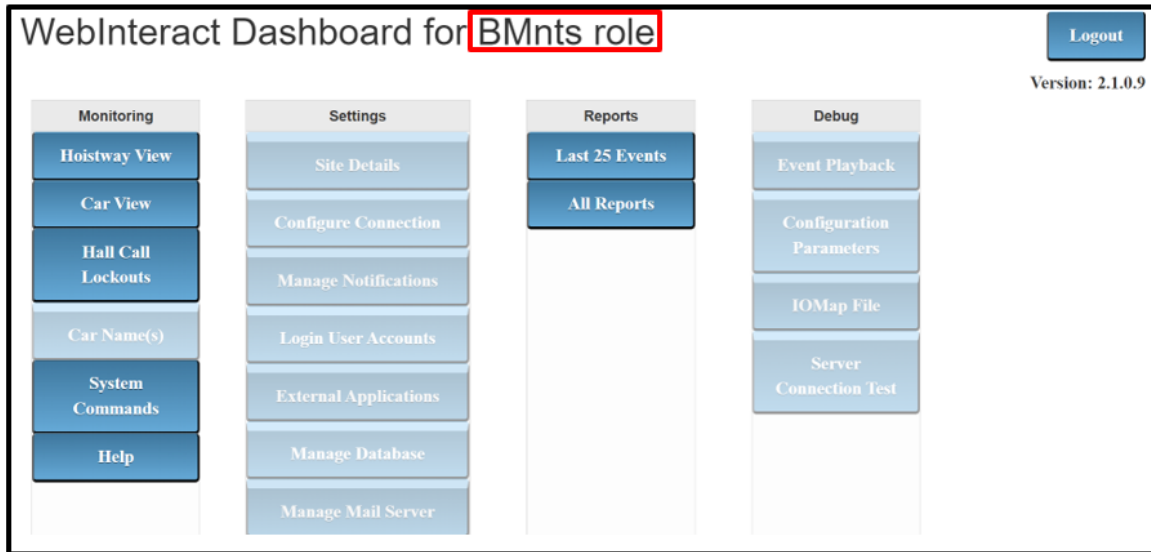 WebInteract Dashboard for BMnts role
Logout
Version: 2.1.0.9
Monitoring
Hoistway View
Car View
Hall Call
Lockouts
Car Name(s)
System
Commands
Help
Settings
Site Details
Configure Connection
Manage Notifications
Login User Accounts
External Applications
Manage Database
Manage Mail Server
Reports
Last 25 Events
All Reports
Debug
Event Playback
Configuration
Parameters
IOMap File
Server
Connection Test